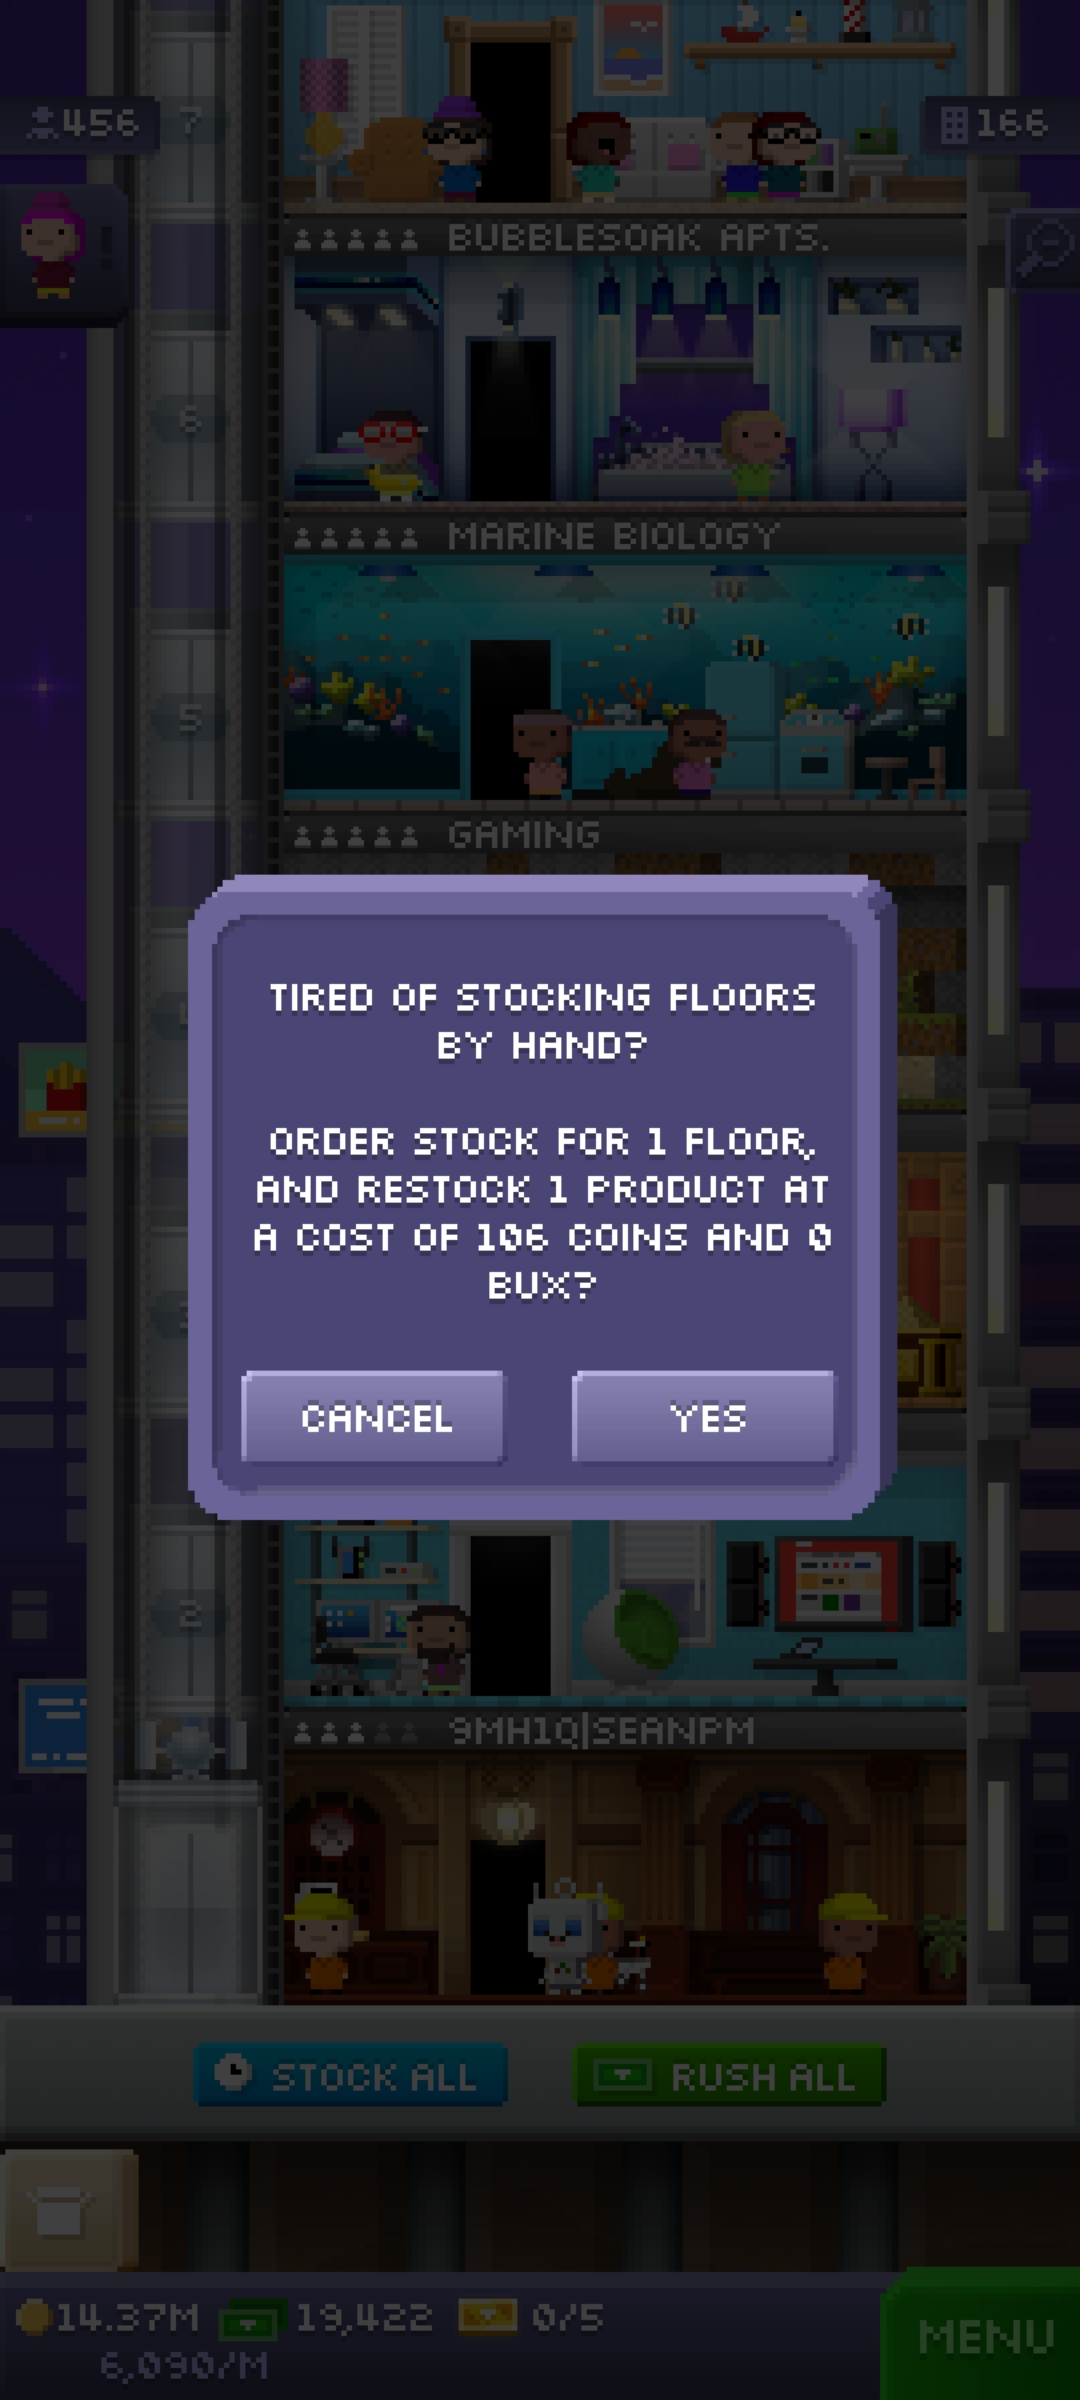 456
7
166
BUBBLESOAK APTS.
6
MARINE BIOLOGY
5
GAMING
TIRED OF STOCKING FLOORS
BY HAND?
ORDER STOCK FOR 1 FLOOR,
AND RESTOCK 1 PRODUCT AT
A COST OF 106 COINS AND 0
BUX?
CANCEL
YES
2
9MH1Q|SEANPM
STOCK ALL
RUSH ALL
14.37M
19,422
0/5
6,090/M
MENU